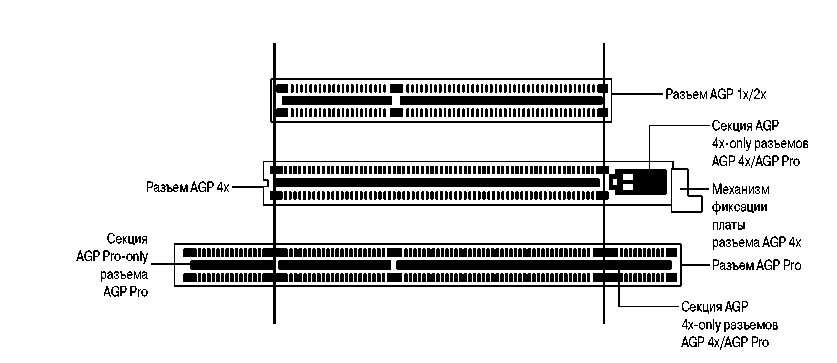 Разъем AGP 1x/2x
Секция AGP
4x-only разъемов
AGP 4x/AGP Pro
Разъем AGP 4x
Механизм
фиксации
платы
разъема AGP 4x
Секция
AGP Pro-only
разъема
AGP Pro
Разъем AGP Pro
Секция AGP
4x-only разъемов
AGP 4x/AGP Pro